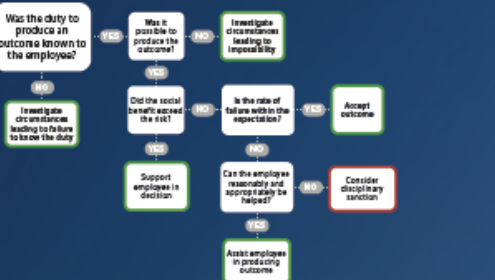 Was the duty to
produce an
outcome known to
the employee?
YES
Was it
possible to
produce the
outcome?
NO
Investigate
circumstances
leading to
impossibility
NO
YES
Investigate
circumstances
leading to failure
to know the duty
Did the social
benefit exceed
the risk?
NO
Is the rate of
failure within the
expectation?
YES
Accept
outcome
YES
NO
Support
employee in
decision
Can the employee
reasonably and
appropriately be
helped?
NO
Consider
disciplinary
sanction
YES
Assist employee
in producing
outcome